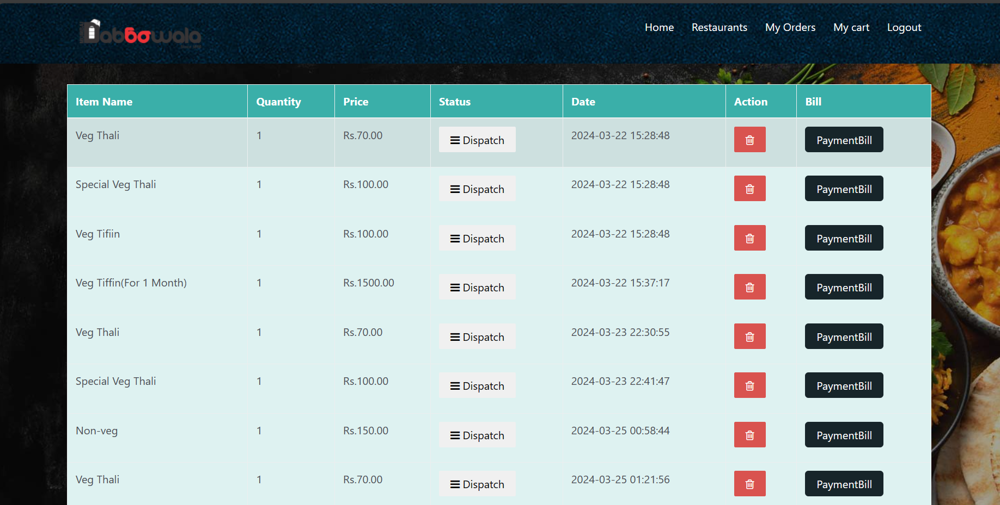 Dabbawala
Home Restaurants My Orders My cart Logout
Item Name Quantity Price Status Date Action Bill
Veg Thali 1 Rs.70.00 Dispatch 2024-03-22 15:28:48 PaymentBill
Special Veg Thali 1 Rs.100.00 Dispatch 2024-03-22 15:28:48 PaymentBill
Veg Tifiin 1 Rs.100.00 Dispatch 2024-03-22 15:28:48 PaymentBill
Veg Tiffin(For 1 Month) 1 Rs.1500.00 Dispatch 2024-03-22 15:37:17 PaymentBill
Veg Thali 1 Rs.70.00 Dispatch 2024-03-23 22:30:55 PaymentBill
Special Veg Thali 1 Rs.100.00 Dispatch 2024-03-23 22:41:47 PaymentBill
Non-veg 1 Rs.150.00 Dispatch 2024-03-25 00:58:44 PaymentBill
Veg Thali 1 Rs.70.00 Dispatch 2024-03-25 01:21:56 PaymentBill